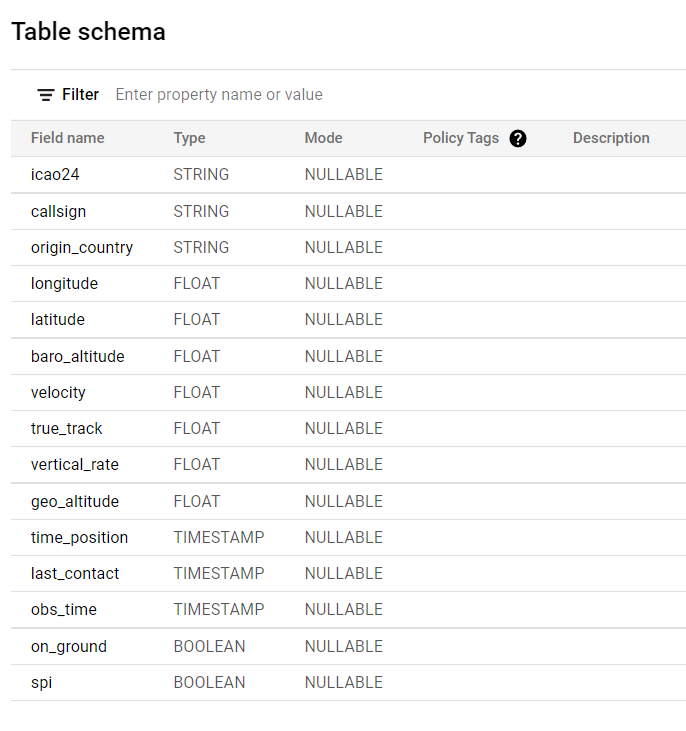 Table schema
Filter Enter property name or value
Field name Type Mode Policy Tags ? Description
icao24 STRING NULLABLE
callsign STRING NULLABLE
origin_country STRING NULLABLE
longitude FLOAT NULLABLE
latitude FLOAT NULLABLE
baro_altitude FLOAT NULLABLE
velocity FLOAT NULLABLE
true_track FLOAT NULLABLE
vertical_rate FLOAT NULLABLE
geo_altitude FLOAT NULLABLE
time_position TIMESTAMP NULLABLE
last_contact TIMESTAMP NULLABLE
obs_time TIMESTAMP NULLABLE
on_ground BOOLEAN NULLABLE
spi BOOLEAN NULLABLE